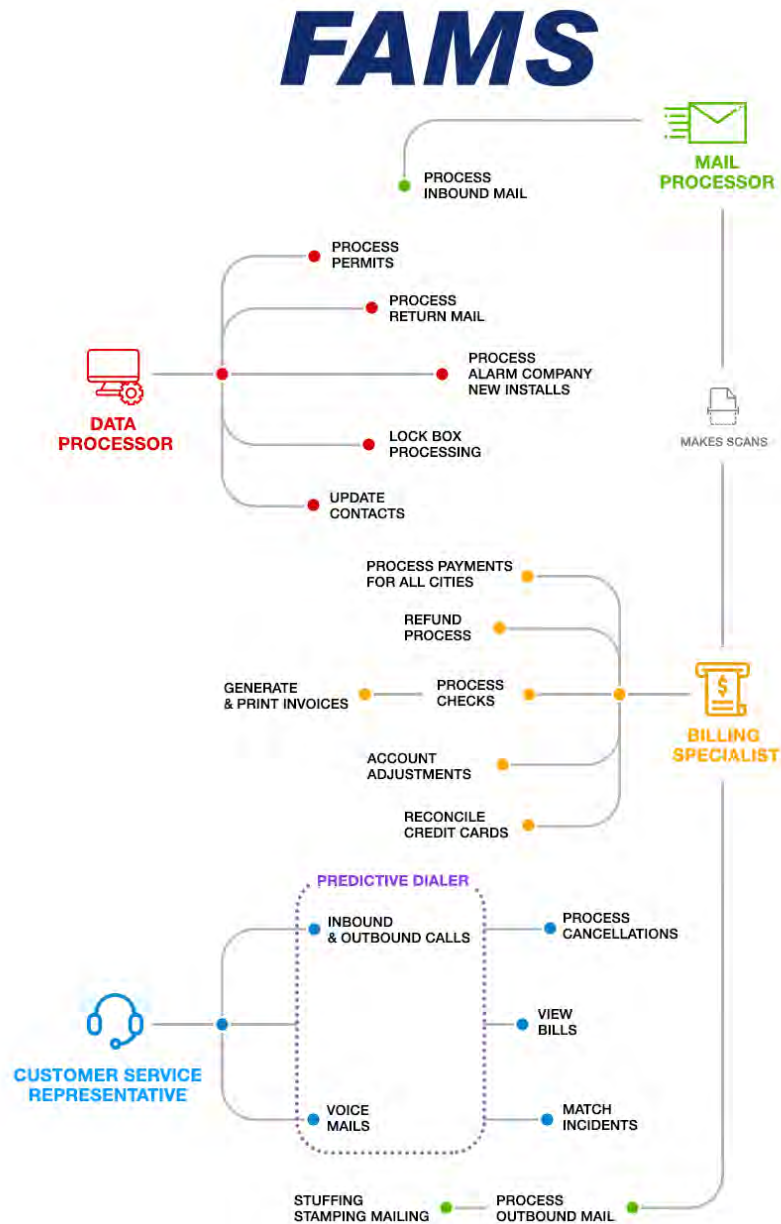 FAMS
MAIL
PROCESSOR
PROCESS
INBOUND MAIL
PROCESS
PERMITS
PROCESS
RETURN MAIL
PROCESS
ALARM COMPANY
NEW INSTALLS
DATA
PROCESSOR
LOCK BOX
PROCESSING
UPDATE
CONTACTS
MAKES SCANS
PROCESS PAYMENTS
FOR ALL CITIES
REFUND
PROCESS
GENERATE
& PRINT INVOICES
PROCESS
CHECKS
$
BILLING
SPECIALIST
ACCOUNT
ADJUSTMENTS
RECONCILE
CREDIT CARDS
PREDICTIVE DIALER
INBOUND
& OUTBOUND CALLS
PROCESS
CANCELLATIONS
VIEW
BILLS
CUSTOMER SERVICE
REPRESENTATIVE
VOICE
MAILS
MATCH
INCIDENTS
STUFFING
STAMPING MAILING
PROCESS
OUTBOUND MAIL